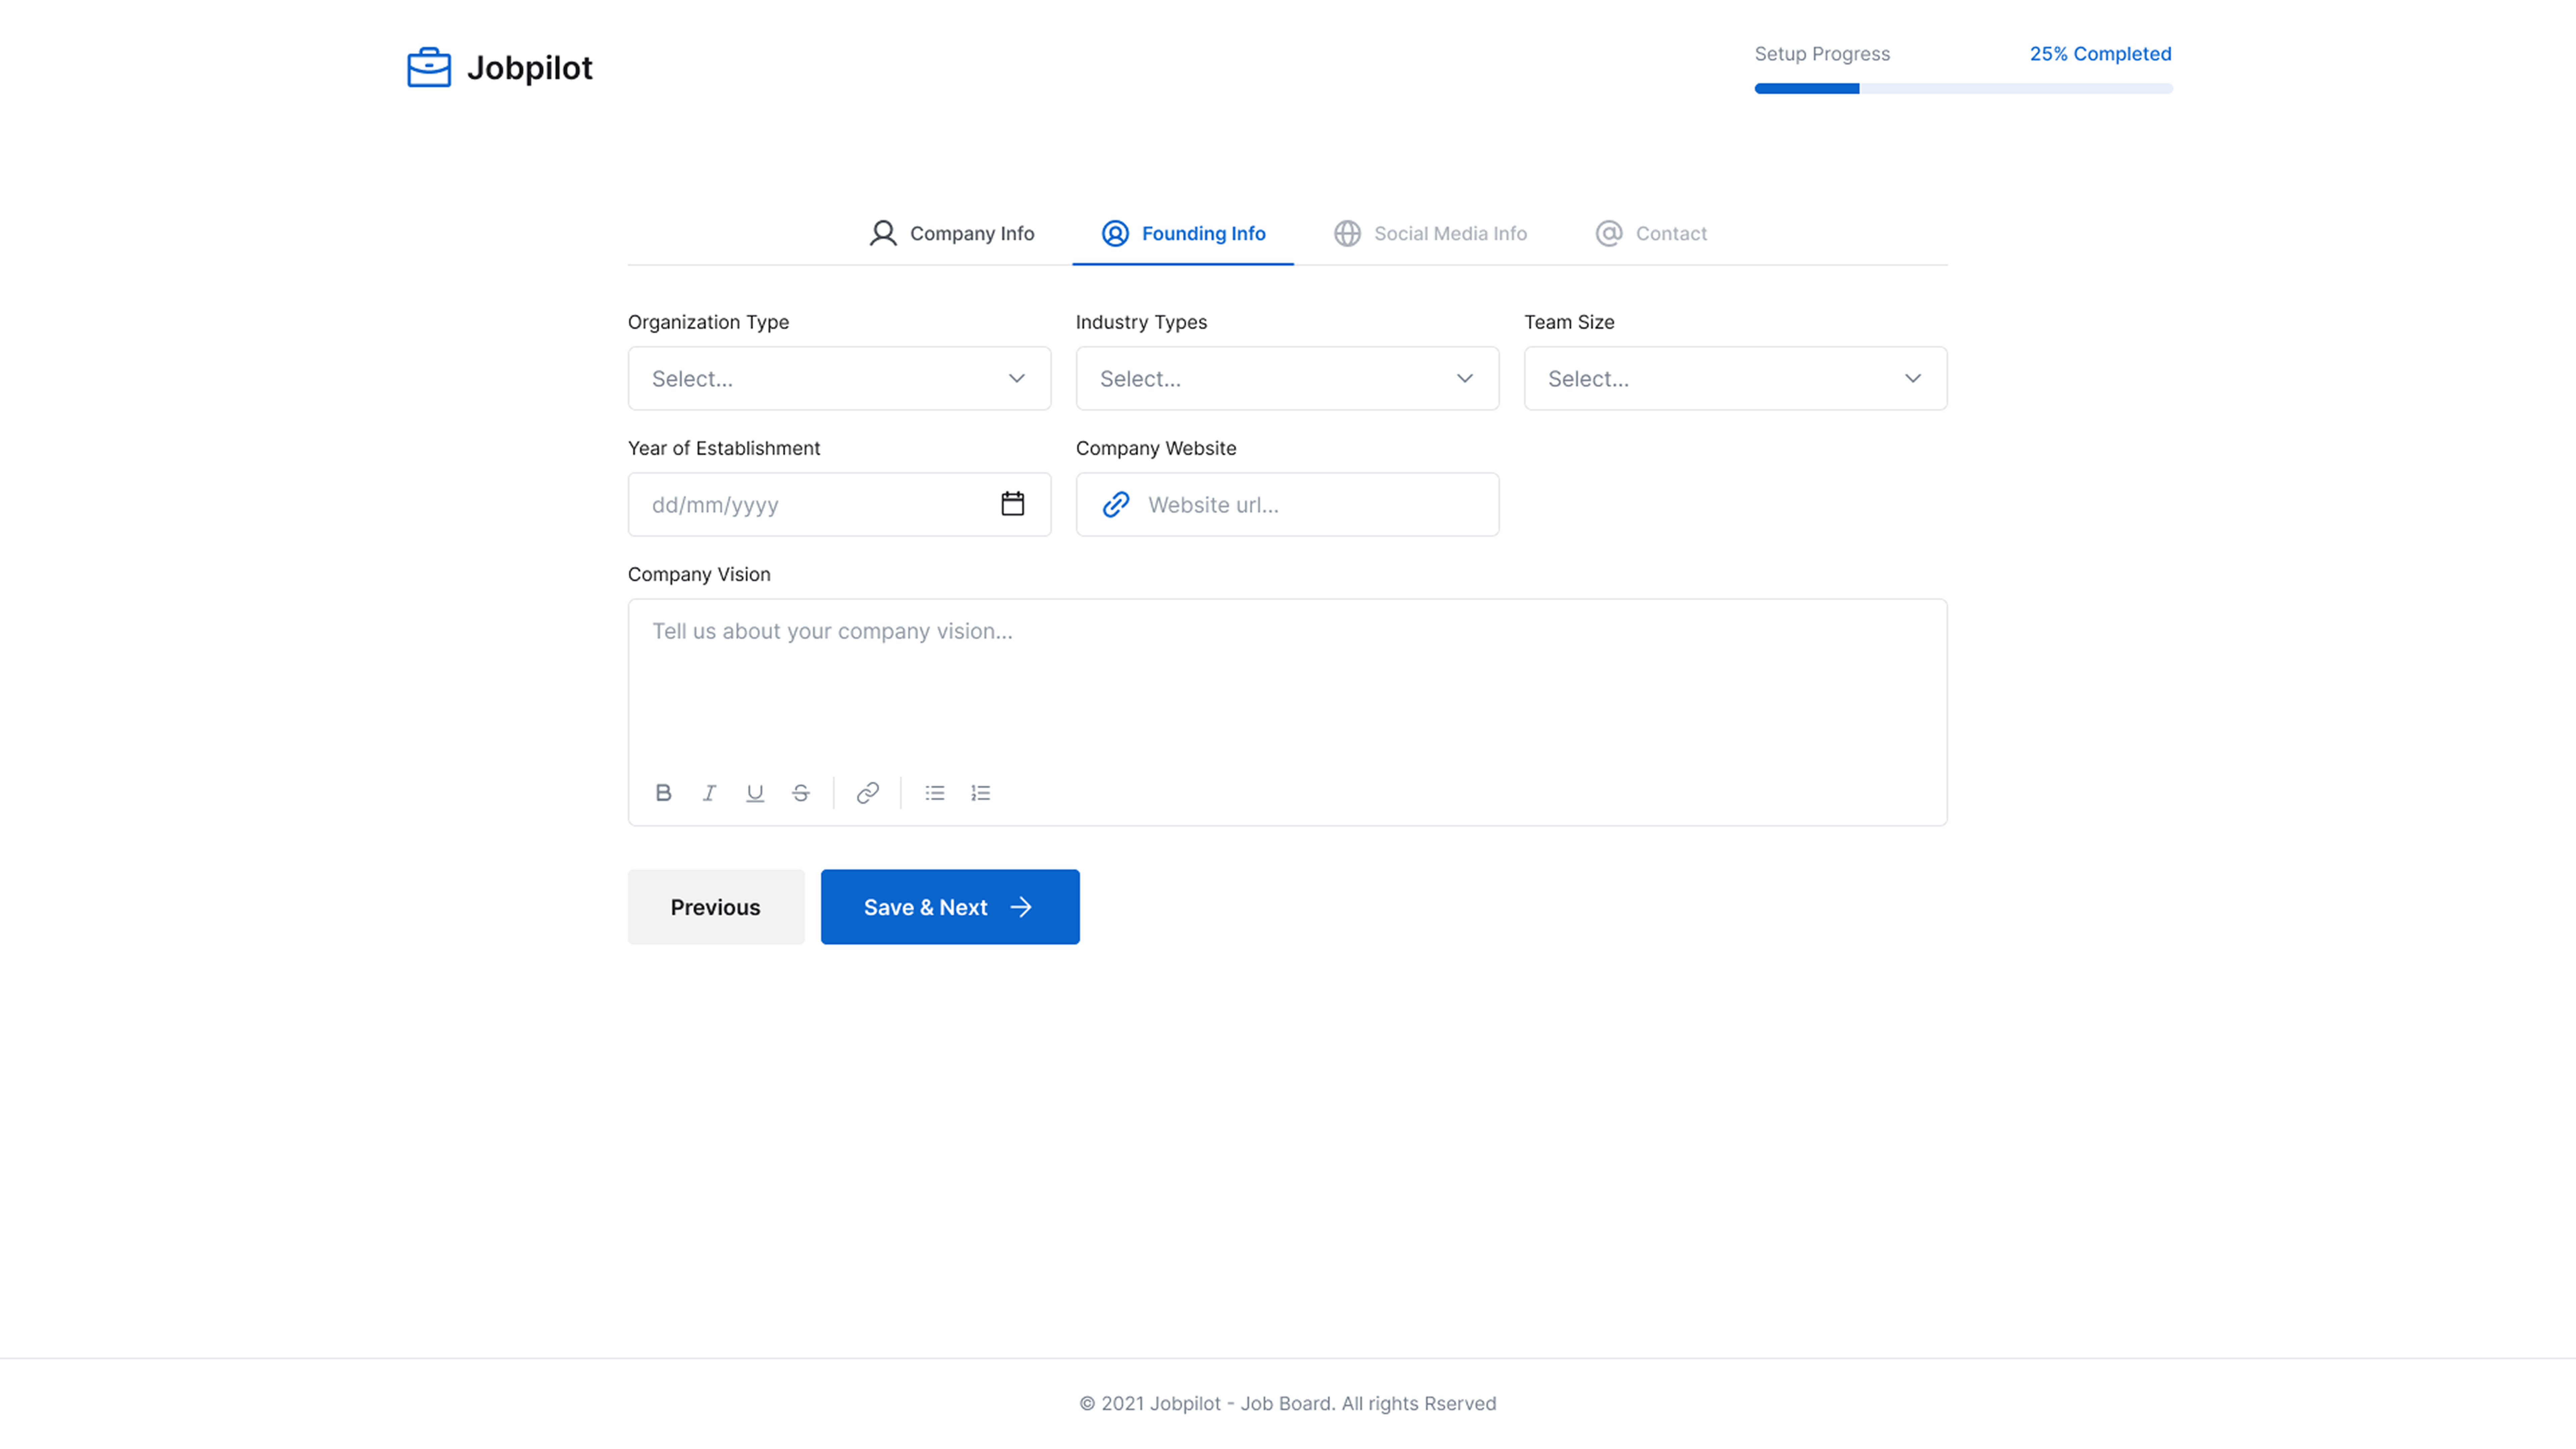 Jobpilot
Setup Progress 25% Completed
Company Info Founding Info Social Media Info Contact
Organization Type Industry Types Team Size
Select... Select... Select...
Year of Establishment Company Website
dd/mm/yyyy Website url...
Company Vision
Tell us about your company vision...
Previous Save & Next
© 2021 Jobpilot - Job Board. All rights Rserved